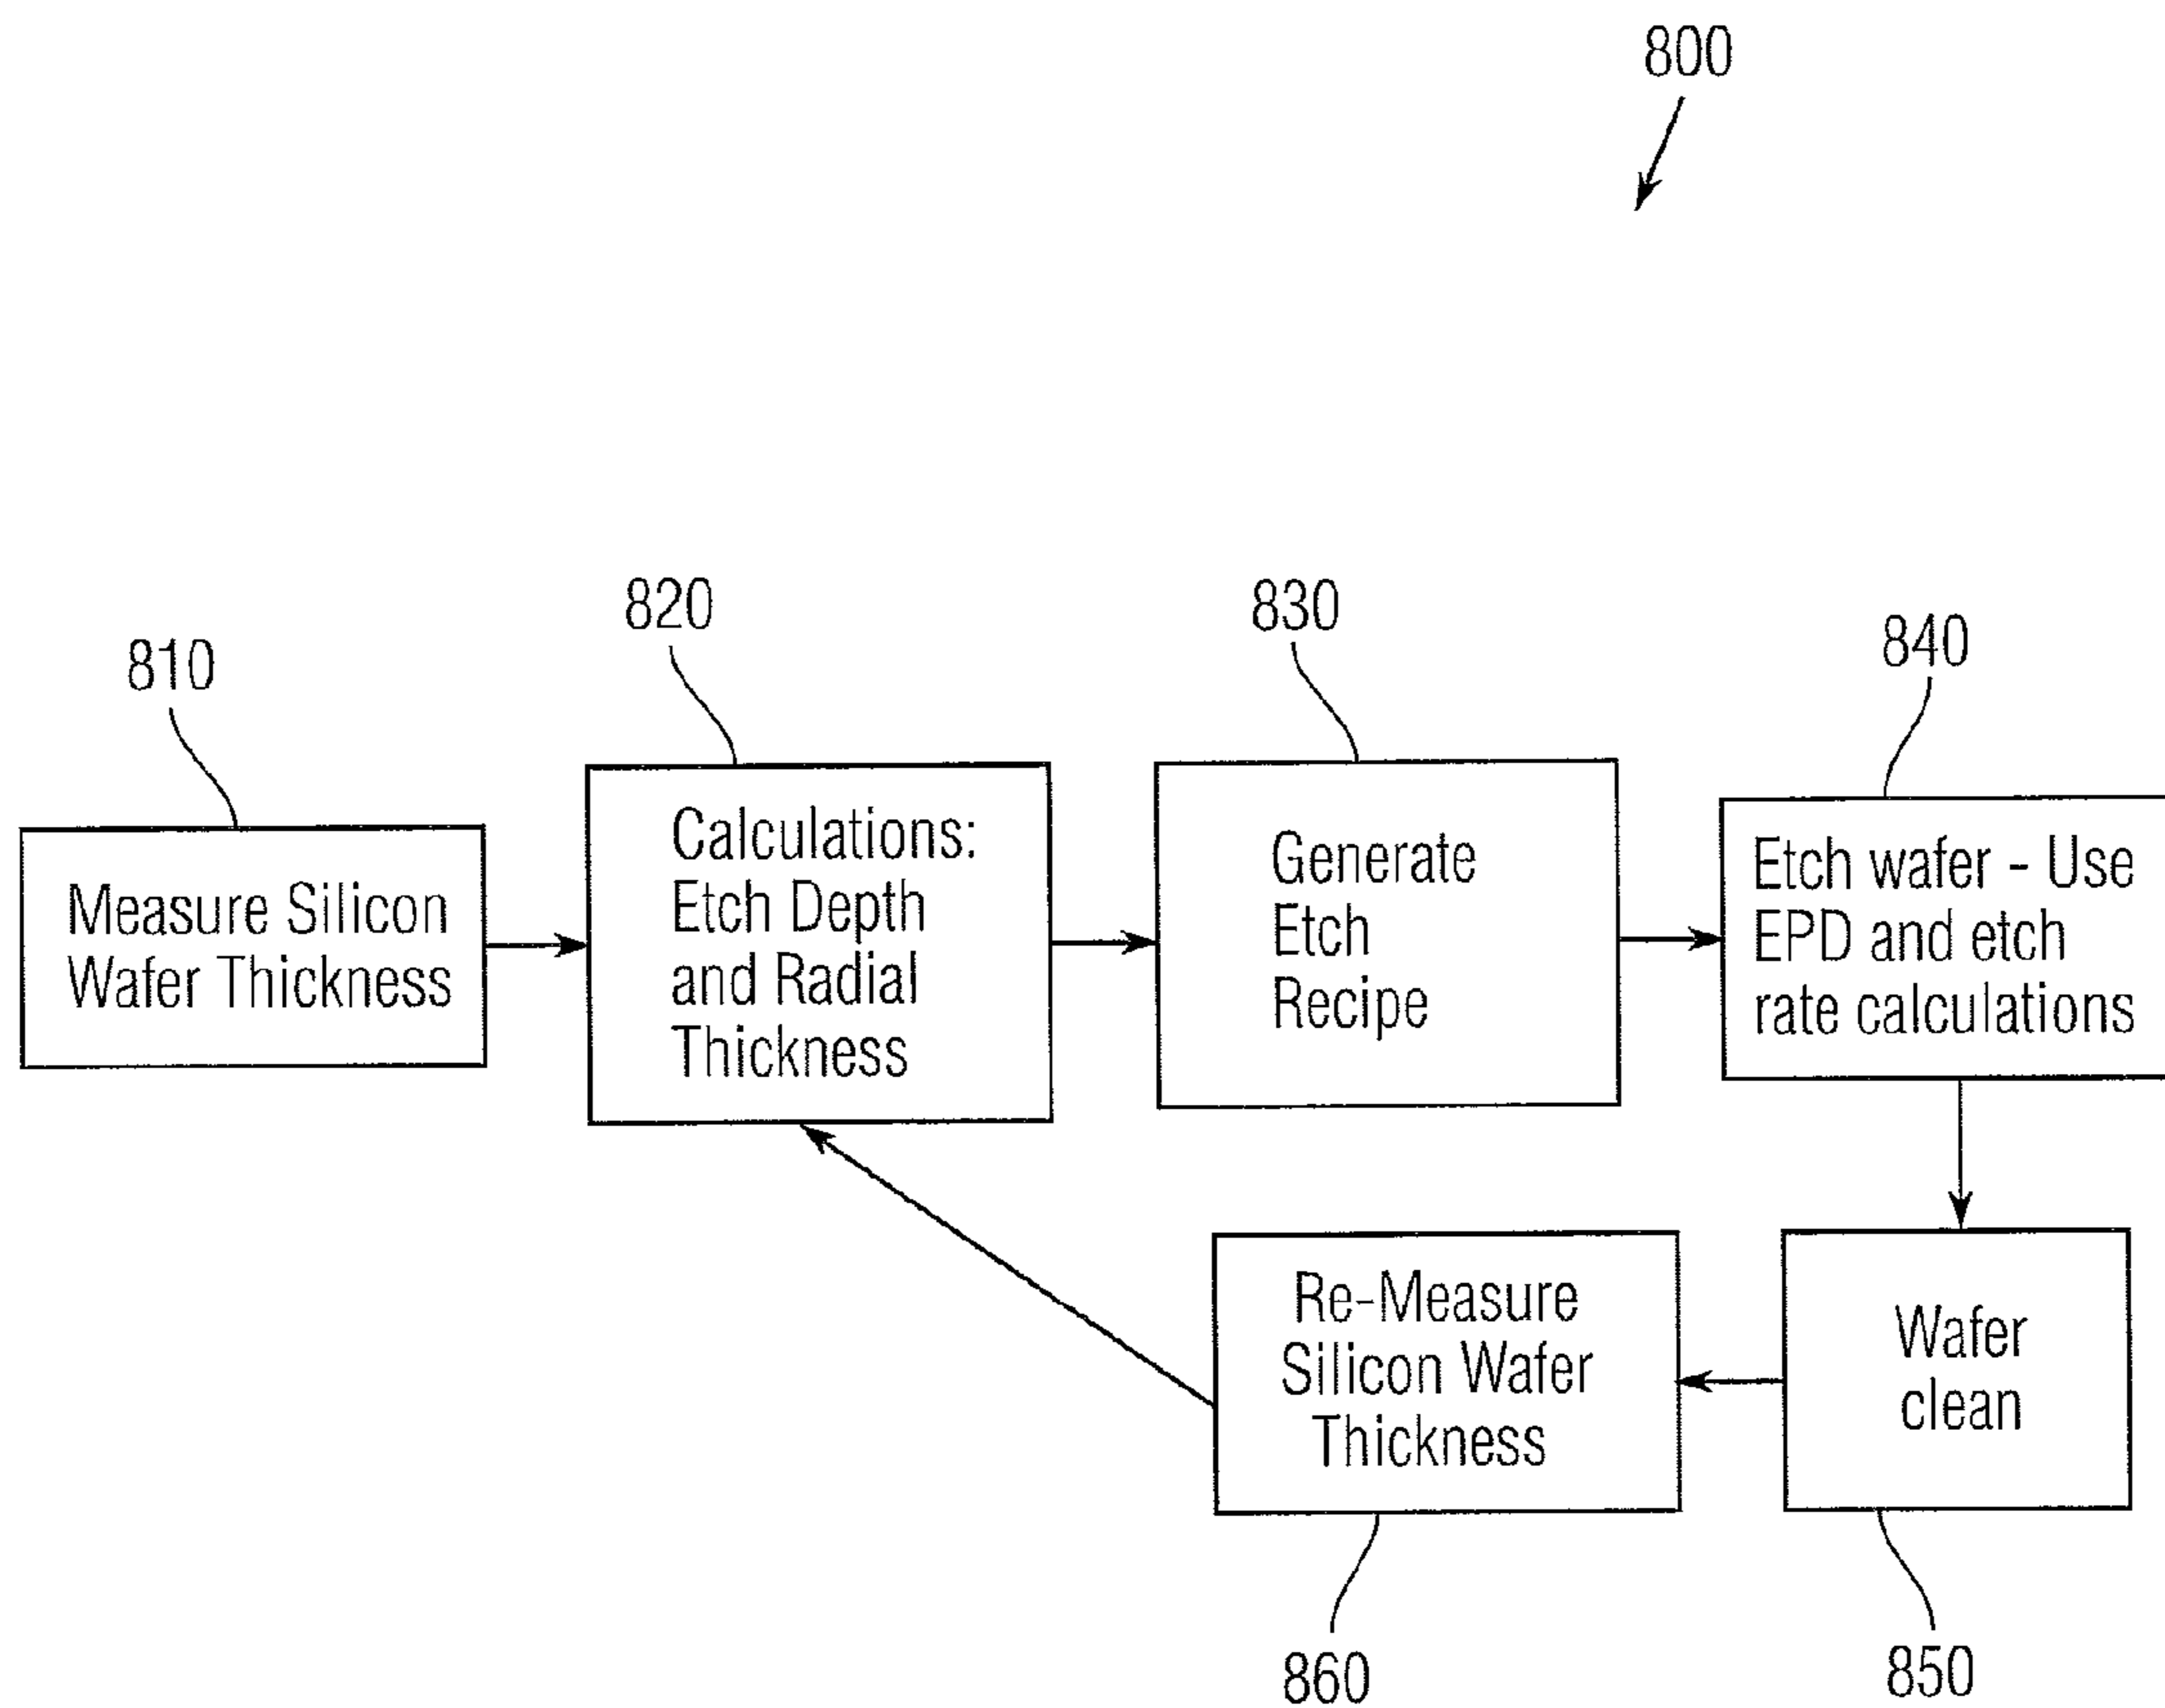 800
810
Measure Silicon
Wafer Thickness
820
Calculations:
Etch Depth
and Radial
Thickness
830
Generate
Etch
Recipe
840
Etch wafer - Use
EPD and etch
rate calculations
850
Wafer
clean
860
Re-Measure
Silicon Wafer
Thickness